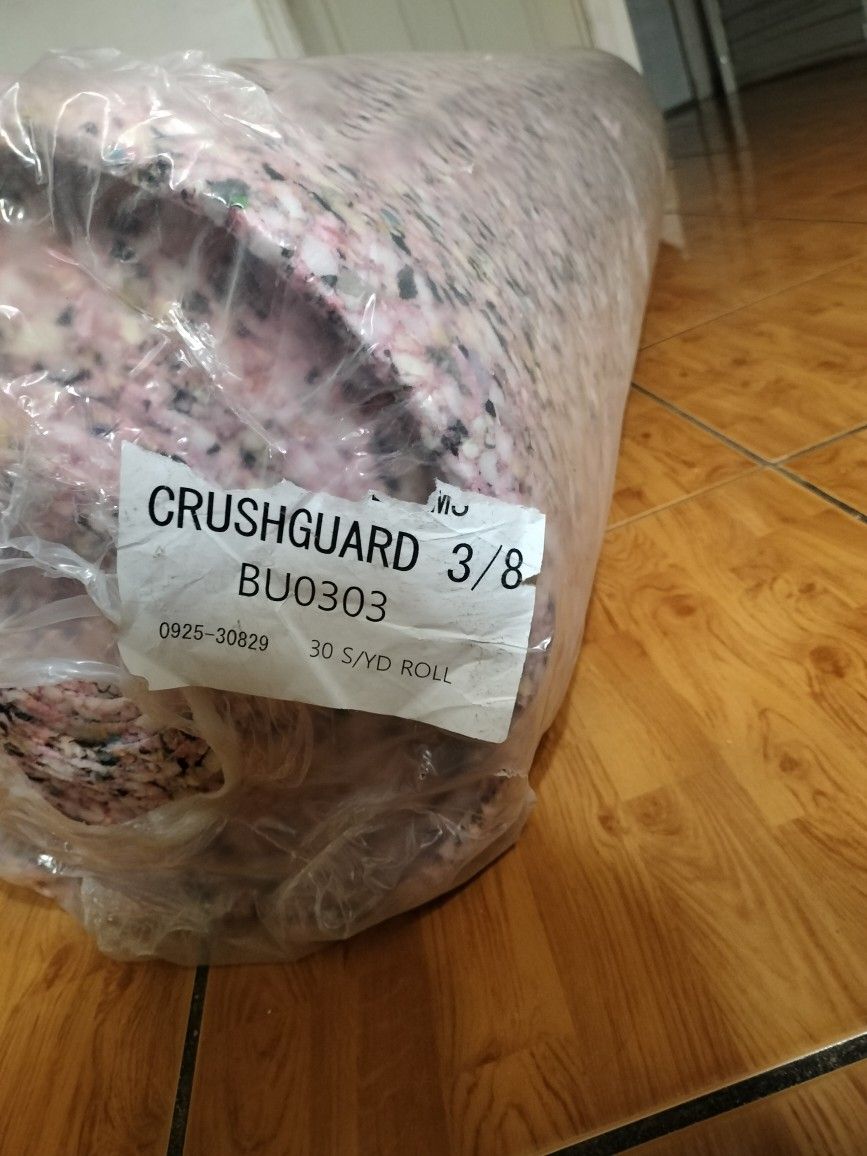 CRUSHGUARD 3/8
BU0303
0925-30829 30 S/YD ROLL